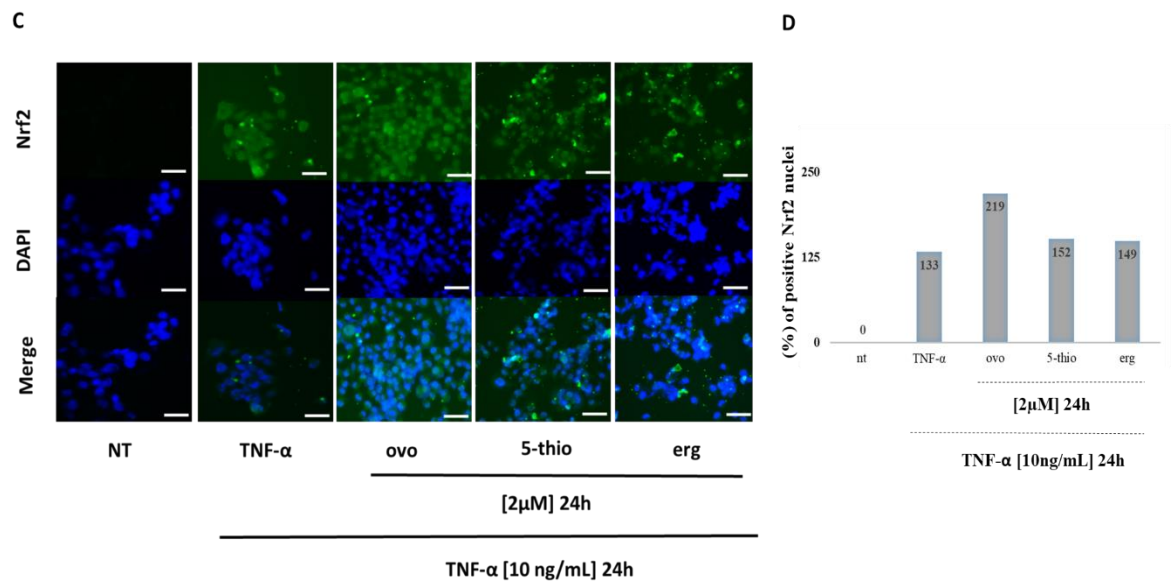 C
Nrf2
DAPI
Merge
NT
TNF-α
ovo
5-thio
erg
[2µM] 24h
TNF-α [10 ng/mL] 24h
D
(%) of positive Nrf2 nuclei
250
125
0
0
133
219
152
149
nt
TNF-α
ovo
5-thio
erg
[2µM] 24h
TNF-α [10ng/mL] 24h